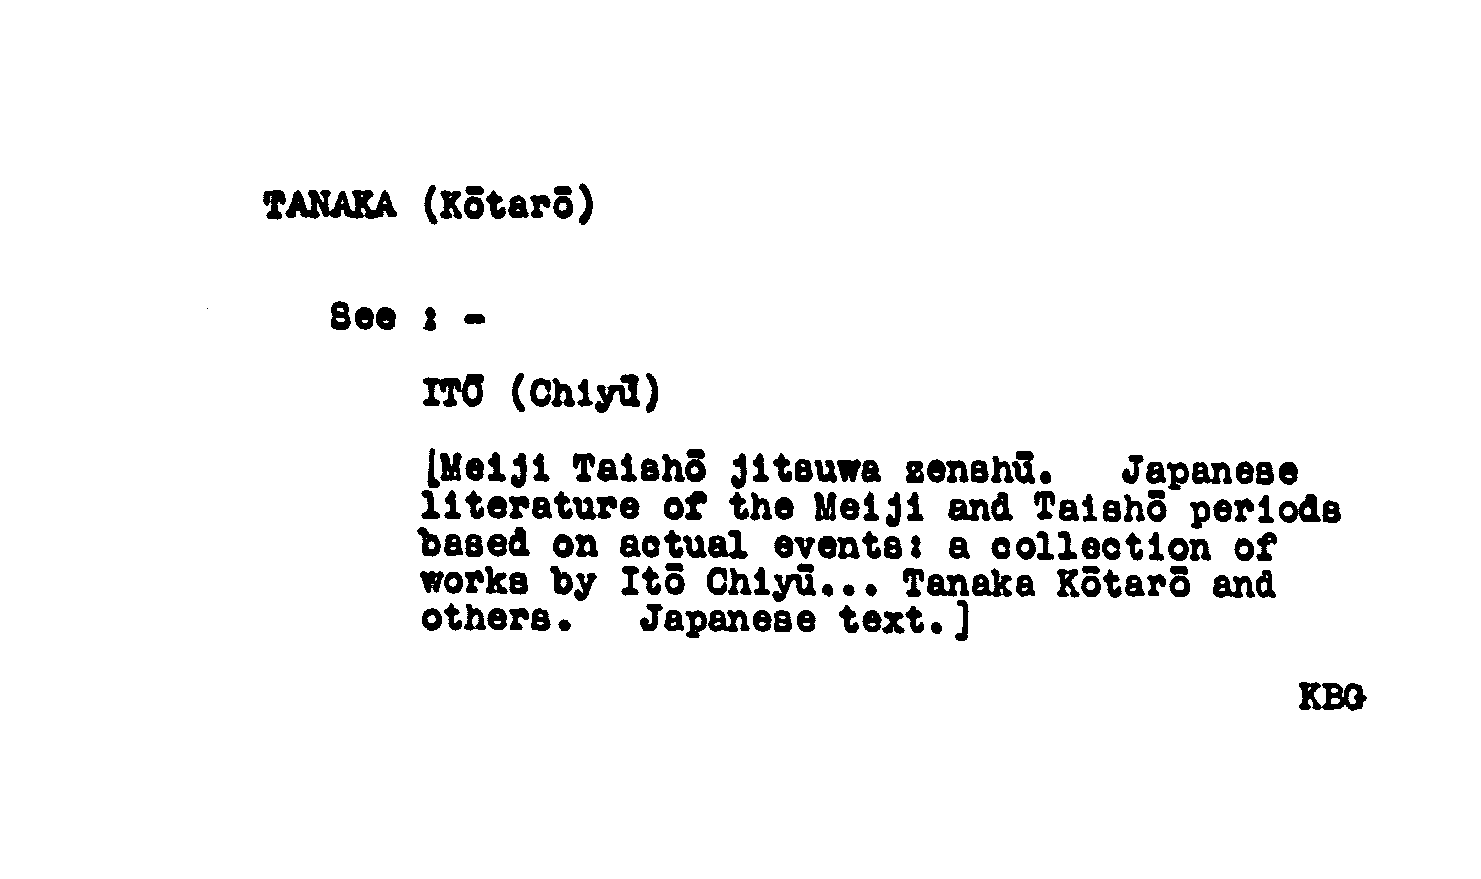 TANAKA (Kōtarō)
See : -
ITŌ (Chiyū)
[Meiji Taishō jitsuwa zenshū. Japanese
literature of the Meiji and Taishō periods
based on actual events: a collection of
works by Itō Chiyū... Tanaka Kōtarō and
others. Japanese text.]
KBG